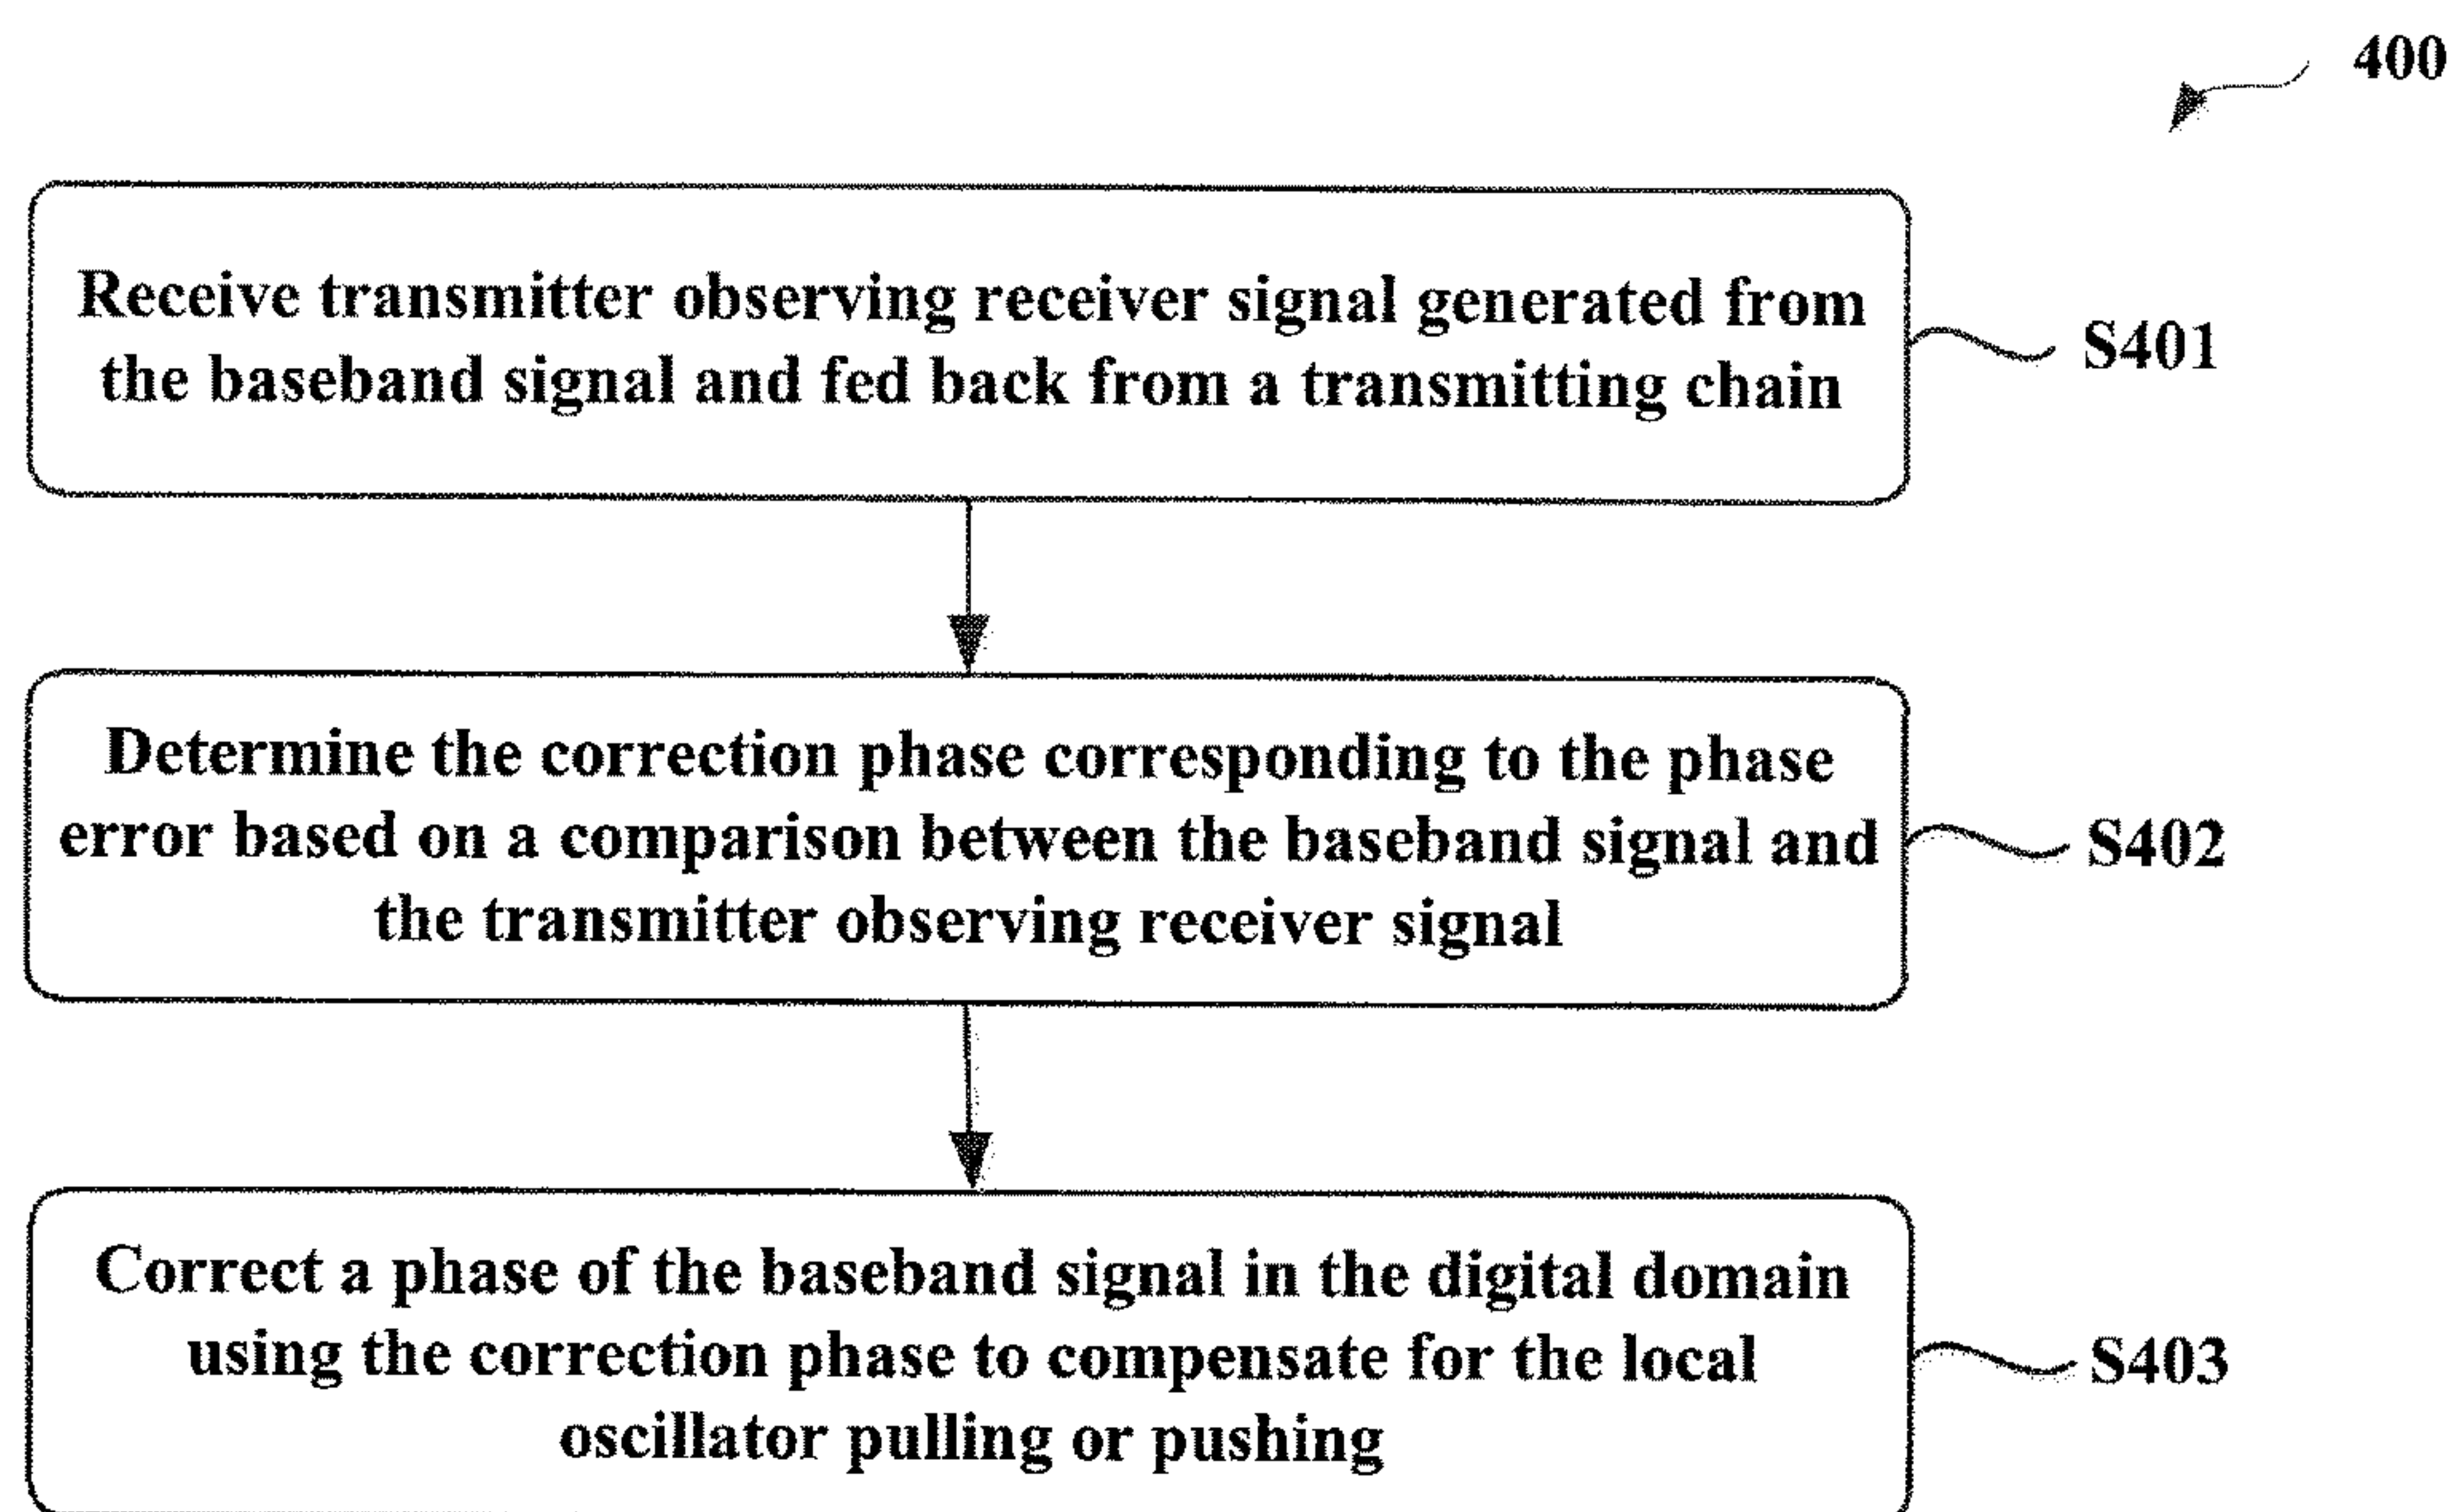 400
Receive transmitter observing receiver signal generated from
the baseband signal and fed back from a transmitting chain
S401
Determine the correction phase corresponding to the phase
error based on a comparison between the baseband signal and
the transmitter observing receiver signal
S402
Correct a phase of the baseband signal in the digital domain
using the correction phase to compensate for the local
oscillator pulling or pushing
S403